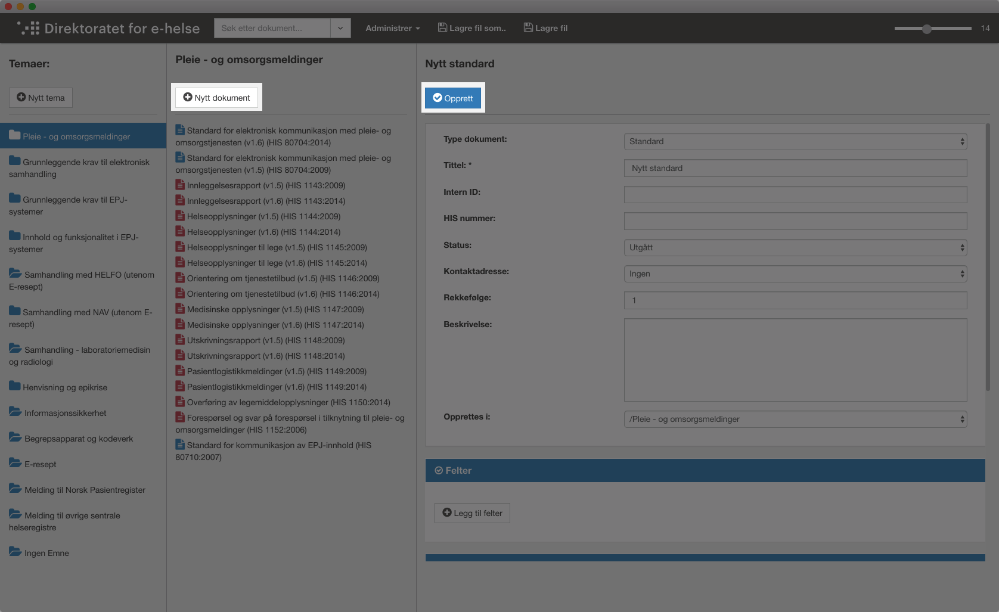 Direktoratet for e-helse
Søk etter dokument...
Administrer
Lagre fil som..
Lagre fil
14
Temaer:
Nytt tema
Pleie - og omsorgsmeldinger
Grunnleggende krav til elektronisk
samhandling
Grunnleggende krav til EPJ-
systemer
Innhold og funksjonalitet i EPJ-
systemer
Samhandling med HELFO (utenom
E-resept)
Samhandling med NAV (utenom E-
resept)
Samhandling - laboratoriemedisin
og radiologi
Henvisning og epikrise
Informasjonssikkerhet
Begrepsapparat og kodeverk
E-resept
Melding til Norsk Pasientregister
Melding til øvrige sentrale
helseregistre
Ingen Emne
Pleie - og omsorgsmeldinger
Nytt dokument
Standard for elektronisk kommunikasjon med pleie- og
omsorgstjenesten (v1.6) (HIS 80704:2014)
Standard for elektronisk kommunikasjon med pleie- og
omsorgstjenesten (v1.5) (HIS 80704:2009)
Innleggelsesrapport (v1.5) (HIS 1143:2009)
Innleggelsesrapport (v1.6) (HIS 1143:2014)
Helseopplysninger (v1.5) (HIS 1144:2009)
Helseopplysninger (v1.6) (HIS 1144:2014)
Helseopplysninger til lege (v1.5) (HIS 1145:2009)
Helseopplysninger til lege (v1.6) (HIS 1145:2014)
Orientering om tjenestetilbud (v1.5) (HIS 1146:2009)
Orientering om tjenestetilbud (v1.6) (HIS 1146:2014)
Medisinske opplysninger (v1.5) (HIS 1147:2009)
Medisinske opplysninger (v1.6) (HIS 1147:2014)
Utskrivningsrapport (v1.5) (HIS 1148:2009)
Utskrivningsrapport (v1.6) (HIS 1148:2014)
Pasientlogistikkmeldinger (v1.5) (HIS 1149:2009)
Pasientlogistikkmeldinger (v1.6) (HIS 1149:2014)
Overføring av legemiddelopplysninger (HIS 1150:2014)
Forespørsel og svar på forespørsel i tilknytning til pleie- og
omsorgsmeldinger (HIS 1152:2006)
Standard for kommunikasjon av EPJ-innhold (HIS
80710:2007)
Nytt standard
Opprett
Type dokument:
Standard
Tittel: *
Nytt standard
Intern ID:
HIS nummer:
Status:
Utgått
Kontaktadresse:
Ingen
Rekkefølge:
1
Beskrivelse:
Opprettes i:
/Pleie - og omsorgsmeldinger
Felter
Legg til felter